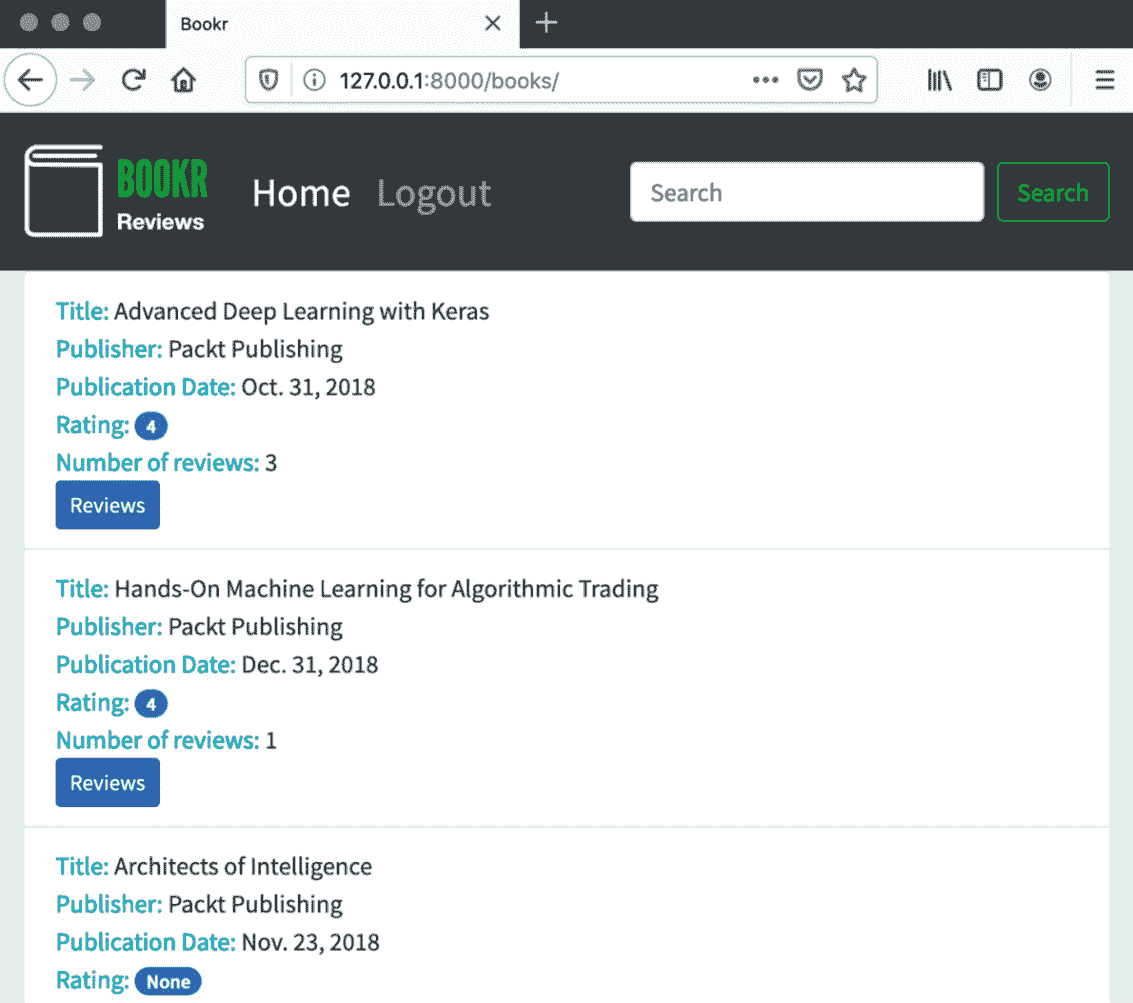 Bookr
127.0.0.1:8000/books/
BOOKR
Reviews
Home Logout
Search
Search
Title: Advanced Deep Learning with Keras
Publisher: Packt Publishing
Publication Date: Oct. 31, 2018
Rating: 4
Number of reviews: 3
Reviews
Title: Hands-On Machine Learning for Algorithmic Trading
Publisher: Packt Publishing
Publication Date: Dec. 31, 2018
Rating: 4
Number of reviews: 1
Reviews
Title: Architects of Intelligence
Publisher: Packt Publishing
Publication Date: Nov. 23, 2018
Rating: None